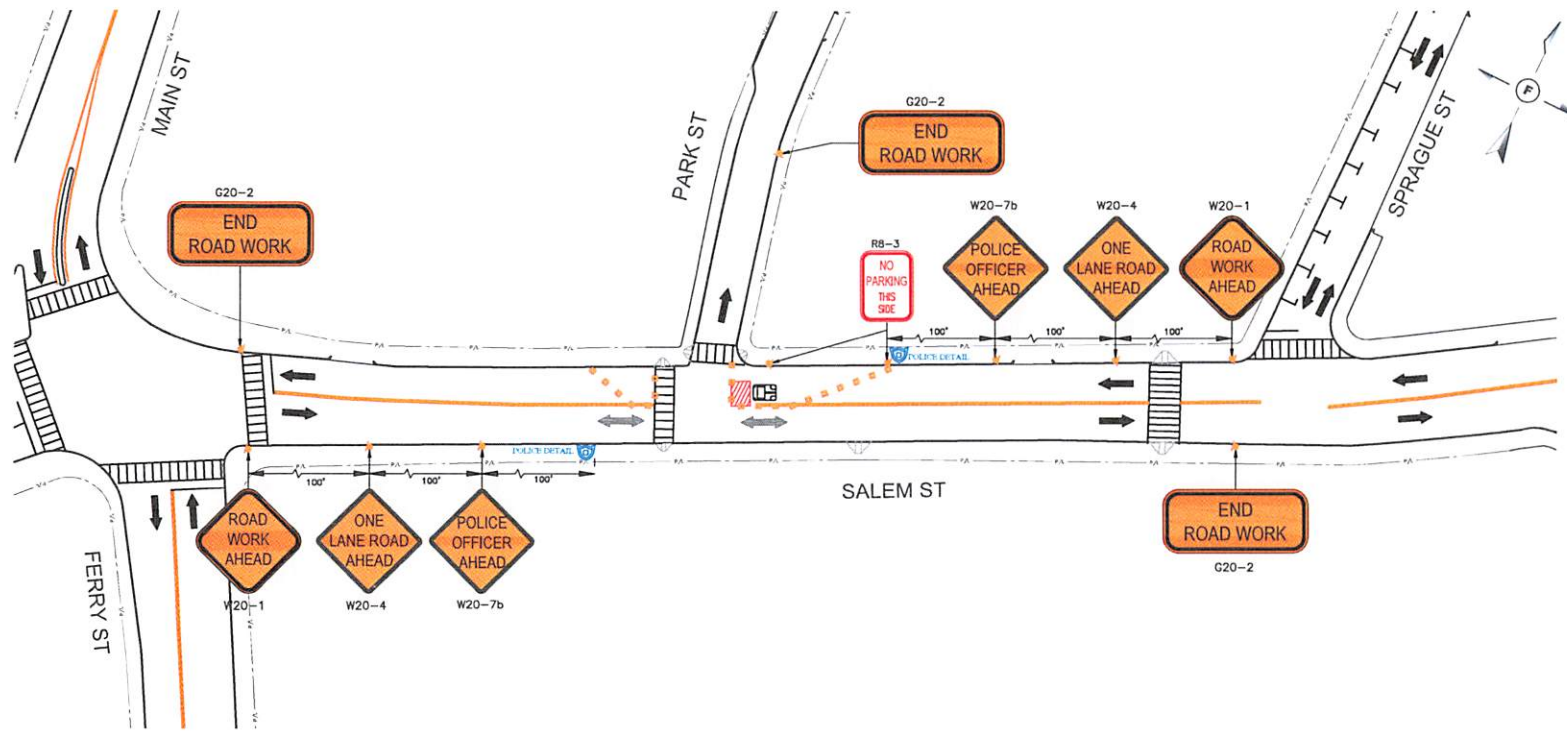 MAIN ST
PARK ST
SPRAGUE ST
F
G20-2
END
ROAD WORK
G20-2
END
ROAD WORK
R8-3
NO
PARKING
THIS
SIDE
W20-7b
POLICE
OFFICER
AHEAD
W20-4
ONE
LANE ROAD
AHEAD
W20-1
ROAD
WORK
AHEAD
100'
100'
100'
POLICE DETAIL
POLICE DETAIL
100'
100'
100'
SALEM ST
FERRY ST
ROAD
WORK
AHEAD
W20-1
ONE
LANE ROAD
AHEAD
W20-4
POLICE
OFFICER
AHEAD
W20-7b
END
ROAD WORK
G20-2